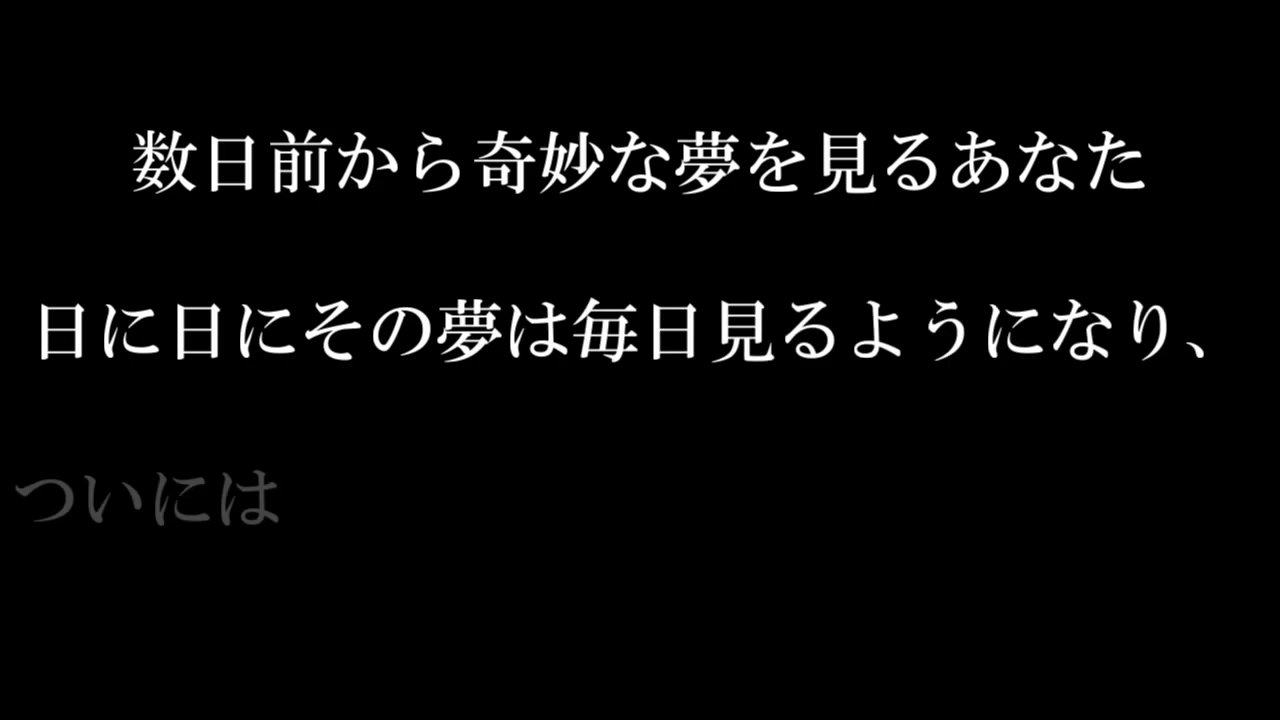 数日前から奇妙な夢を見るあなた
日に日にその夢は毎日見るようになり、
ついには